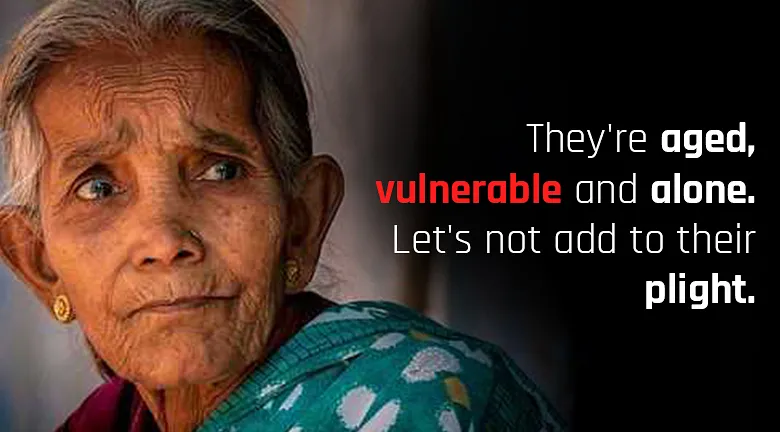 They're aged,
vulnerable and alone.
Let's not add to their
plight.